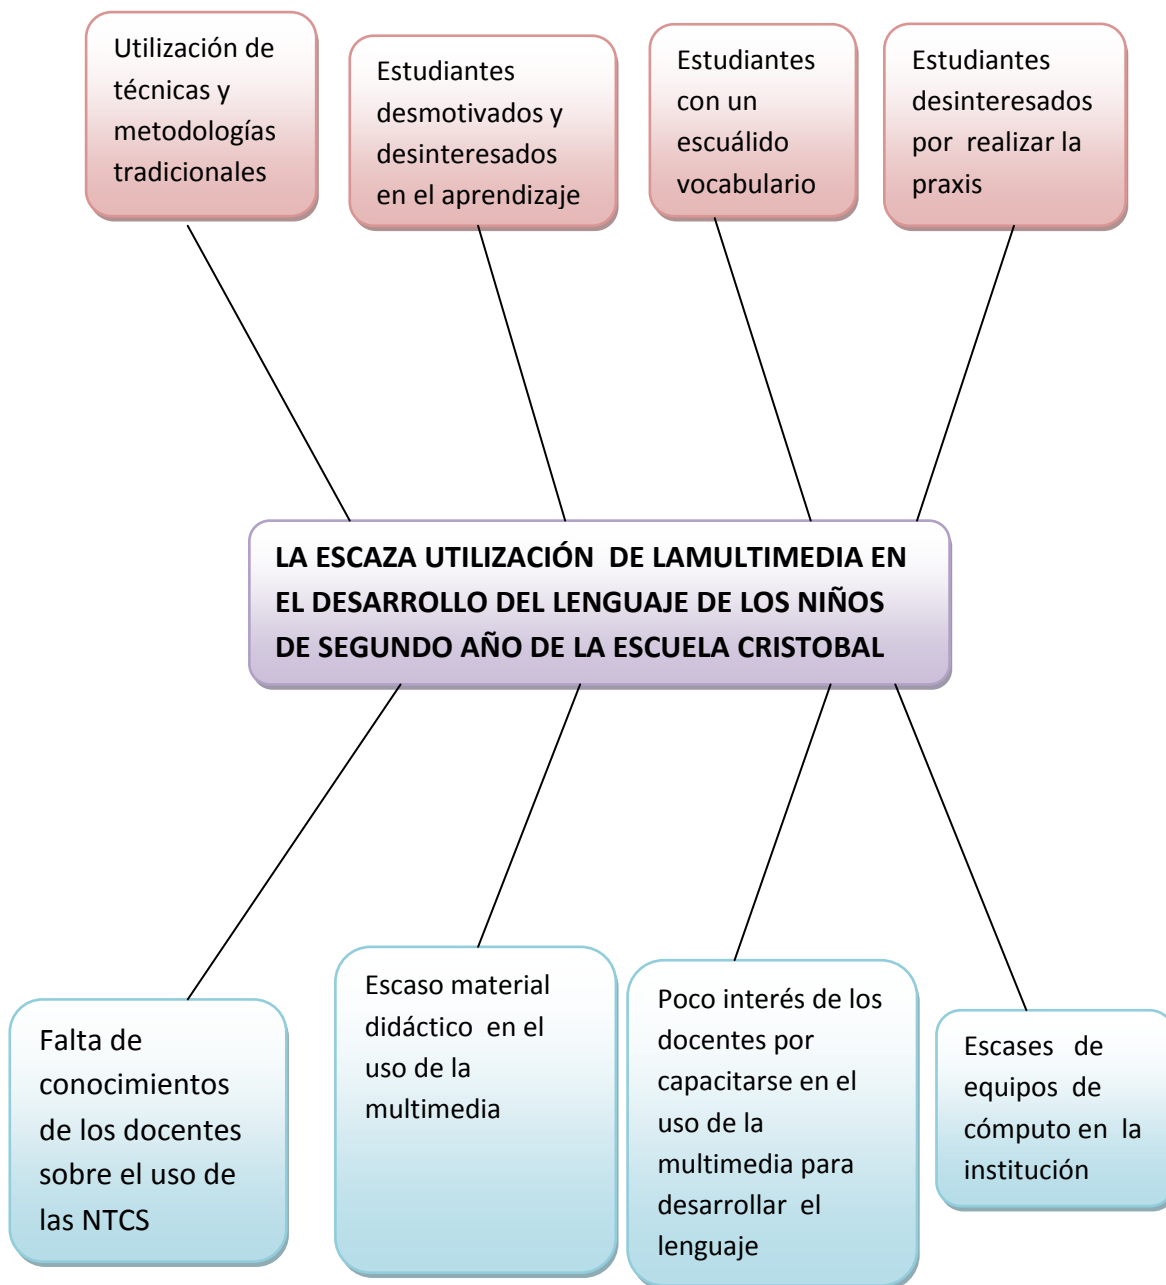 Utilización de
técnicas y
metodologías
tradicionales
Estudiantes
desmotivados y
desinteresados
en el aprendizaje
Estudiantes
con un
escuálido
vocabulario
Estudiantes
desinteresados
por realizar la
praxis
LA ESCAZA UTILIZACIÓN DE LAMULTIMEDIA EN
EL DESARROLLO DEL LENGUAJE DE LOS NIÑOS
DE SEGUNDO AÑO DE LA ESCUELA CRISTOBAL
Falta de
conocimientos
de los docentes
sobre el uso de
las NTCS
Escaso material
didáctico en el
uso de la
multimedia
Poco interés de los
docentes por
capacitarse en el
uso de la
multimedia para
desarrollar el
lenguaje
Escases de
equipos de
cómputo en la
institución